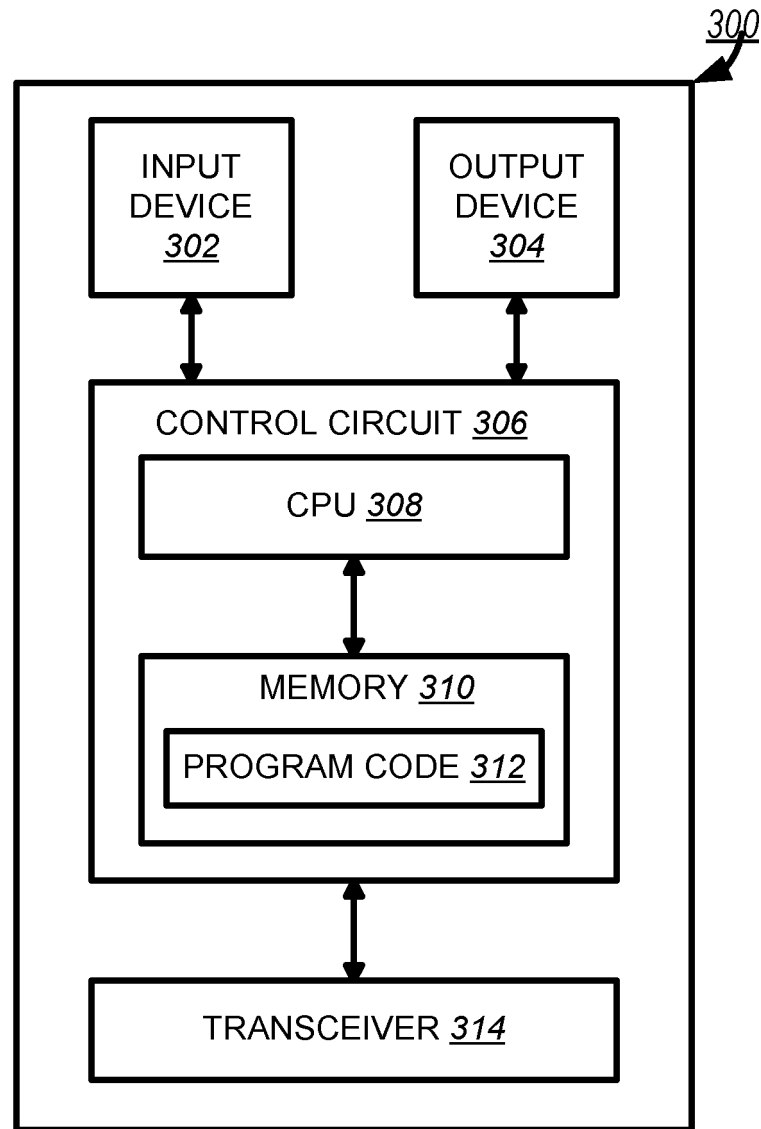 300
INPUT
DEVICE
302
OUTPUT
DEVICE
304
CONTROL CIRCUIT 306
CPU 308
MEMORY 310
PROGRAM CODE 312
TRANSCEIVER 314